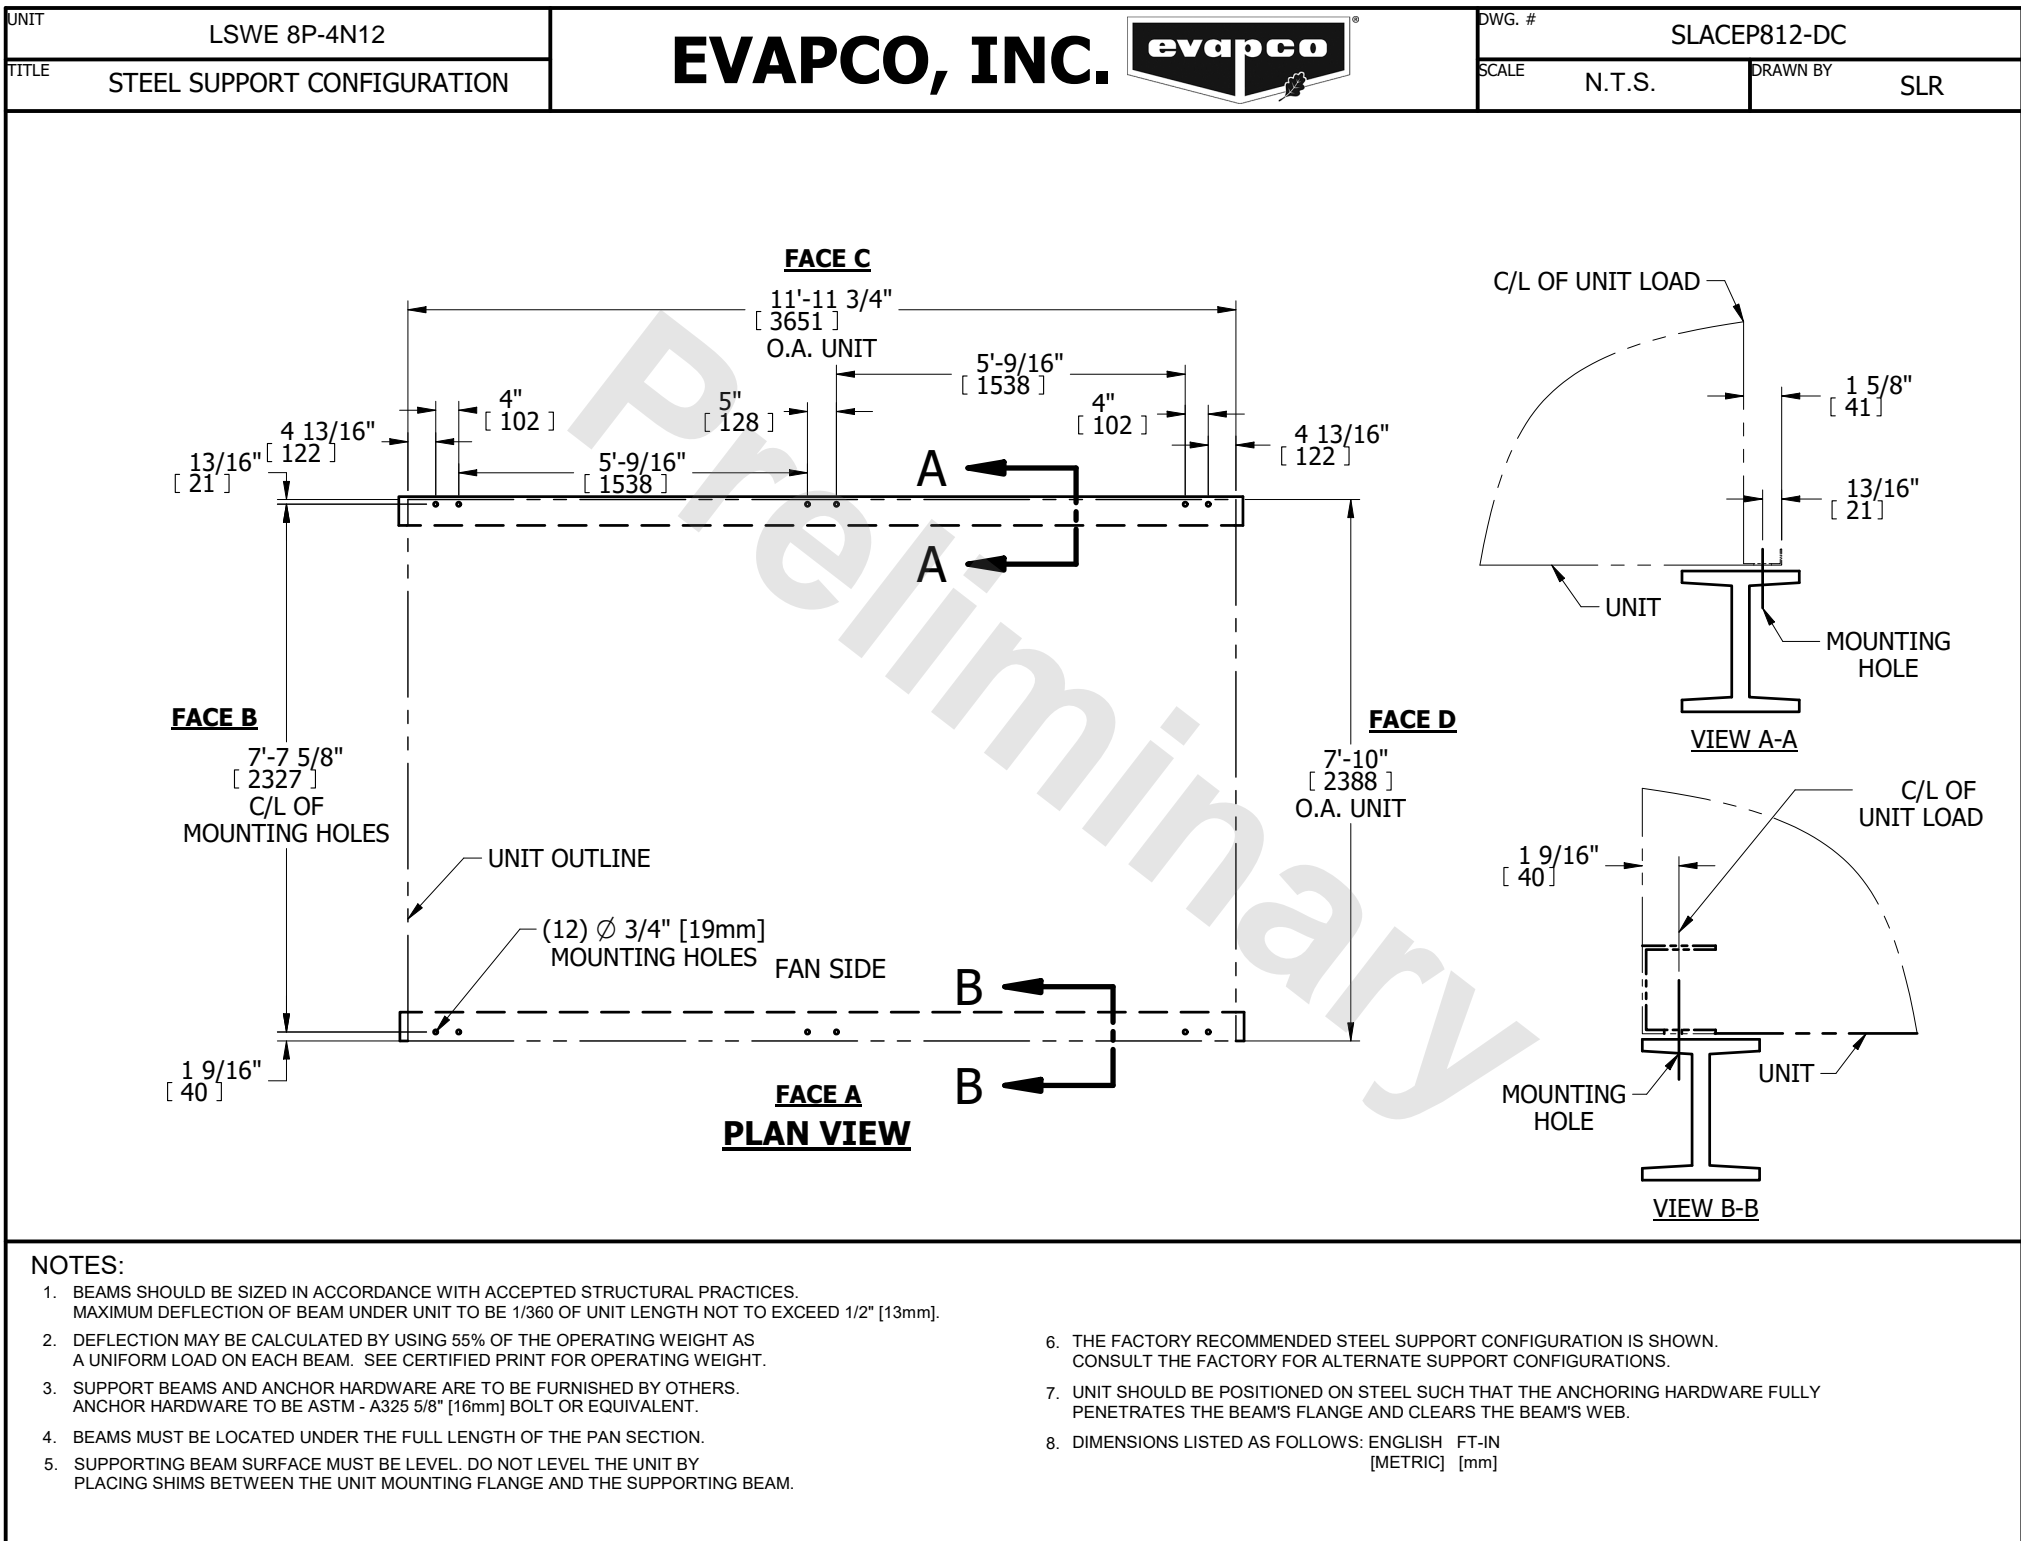 UNIT
LSWE 8P-4N12
TITLE
STEEL SUPPORT CONFIGURATION
EVAPCO, INC.
evapco
®
DWG. #
SLACEP812-DC
SCALE
N.T.S.
DRAWN BY
SLR
FACE C
11'-11 3/4"
[ 3651 ]
O.A. UNIT
5'-9/16"
[ 1538 ]
4"
[ 102 ]
5"
[ 128 ]
4"
[ 102 ]
4 13/16"
[ 122 ]
4 13/16"
[ 122 ]
13/16"
[ 21 ]
5'-9/16"
[ 1538 ]
A
A
FACE B
7'-7 5/8"
[ 2327 ]
C/L OF
MOUNTING HOLES
FACE D
7'-10"
[ 2388 ]
O.A. UNIT
UNIT OUTLINE
(12) Ø 3/4" [19mm]
MOUNTING HOLES
FAN SIDE
B
B
1 9/16"
[ 40 ]
FACE A
PLAN VIEW
Preliminary
C/L OF UNIT LOAD
1 5/8"
[ 41 ]
13/16"
[ 21 ]
UNIT
MOUNTING
HOLE
VIEW A-A
C/L OF
UNIT LOAD
1 9/16"
[ 40 ]
UNIT
MOUNTING
HOLE
VIEW B-B
NOTES:
1. BEAMS SHOULD BE SIZED IN ACCORDANCE WITH ACCEPTED STRUCTURAL PRACTICES.
MAXIMUM DEFLECTION OF BEAM UNDER UNIT TO BE 1/360 OF UNIT LENGTH NOT TO EXCEED 1/2" [13mm].
2. DEFLECTION MAY BE CALCULATED BY USING 55% OF THE OPERATING WEIGHT AS
A UNIFORM LOAD ON EACH BEAM. SEE CERTIFIED PRINT FOR OPERATING WEIGHT.
3. SUPPORT BEAMS AND ANCHOR HARDWARE ARE TO BE FURNISHED BY OTHERS.
ANCHOR HARDWARE TO BE ASTM - A325 5/8" [16mm] BOLT OR EQUIVALENT.
4. BEAMS MUST BE LOCATED UNDER THE FULL LENGTH OF THE PAN SECTION.
5. SUPPORTING BEAM SURFACE MUST BE LEVEL. DO NOT LEVEL THE UNIT BY
PLACING SHIMS BETWEEN THE UNIT MOUNTING FLANGE AND THE SUPPORTING BEAM.
6. THE FACTORY RECOMMENDED STEEL SUPPORT CONFIGURATION IS SHOWN.
CONSULT THE FACTORY FOR ALTERNATE SUPPORT CONFIGURATIONS.
7. UNIT SHOULD BE POSITIONED ON STEEL SUCH THAT THE ANCHORING HARDWARE FULLY
PENETRATES THE BEAM'S FLANGE AND CLEARS THE BEAM'S WEB.
8. DIMENSIONS LISTED AS FOLLOWS: ENGLISH FT-IN
[METRIC] [mm]